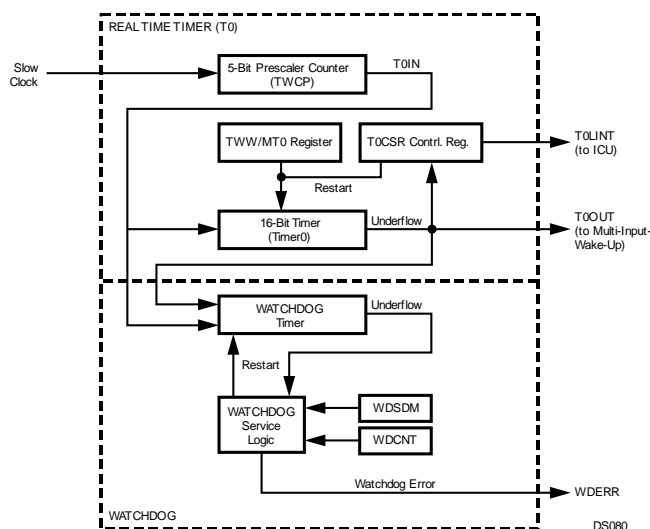 REAL TIME TIMER (T0)
Slow
Clock
5-Bit Prescaler Counter
(TWCP)
T0IN
TWW/MT0 Register
T0CSR Contrl. Reg.
T0LINT
(to ICU)
Restart
16-Bit Timer
(Timer0)
Underflow
T0OUT
(to Multi-Input-
Wake-Up)
WATCHDOG
Timer
Underflow
Restart
WATCHDOG
Service
Logic
WDSDM
WDCNT
Watchdog Error
WDERR
WATCHDOG
DS080